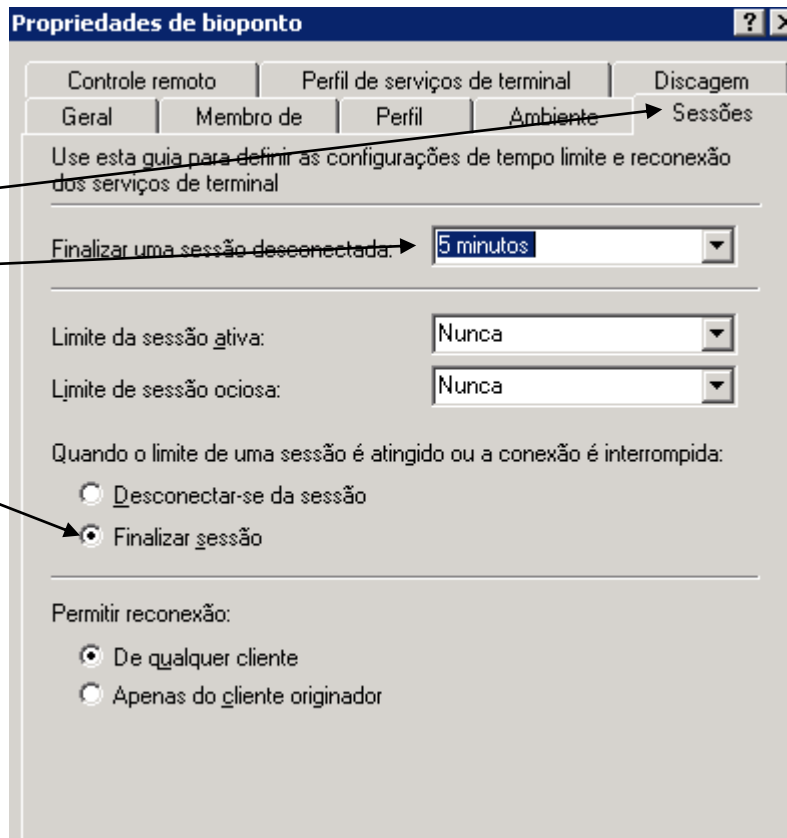 Propriedades de bioponto
Controle remoto Perfil de serviços de terminal Discagem
Geral Membro de Perfil Ambiente Sessões
Use esta guia para definir as configurações de tempo limite e reconexão
dos serviços de terminal
Finalizar uma sessão desconectada: 5 minutos
Limite da sessão ativa: Nunca
Limite de sessão ociosa: Nunca
Quando o limite de uma sessão é atingido ou a conexão é interrompida:
Desconectar-se da sessão
Finalizar sessão
Permitir reconexão:
De qualquer cliente
Apenas do cliente originador